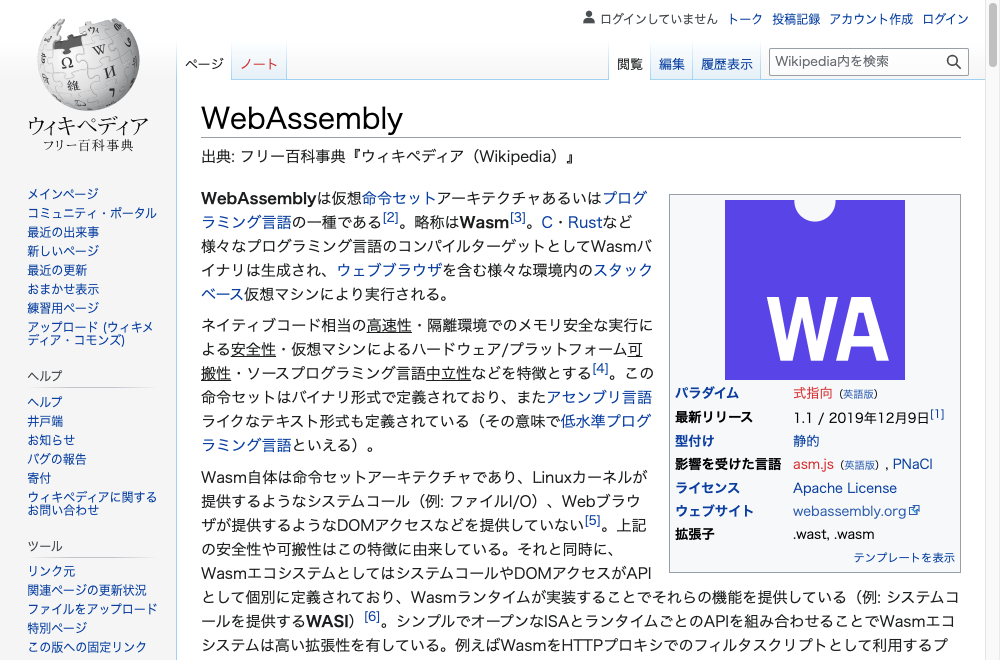 ログインしていません トーク 投稿記録 アカウント作成 ログイン
ページ ノート 閲覧 編集 履歴表示 Wikipedia内を検索
ウィキペディア
フリー百科事典
メインページ
コミュニティ・ポータル
最近の出来事
新しいページ
最近の更新
おまかせ表示
練習用ページ
アップロード (ウィキメ
ディア・コモンズ)
ヘルプ
ヘルプ
井戸端
お知らせ
バグの報告
寄付
ウィキペディアに関する
お問い合わせ
ツール
リンク元
関連ページの更新状況
ファイルをアップロード
特別ページ
この版への固定リンク
WebAssembly
出典: フリー百科事典『ウィキペディア（Wikipedia）』
WebAssemblyは仮想命令セットアーキテクチャあるいはプログ
ラミング言語の一種である[2]。略称はWasm[3]。C・Rustなど
様々なプログラミング言語のコンパイルターゲットとしてWasmバ
イナリは生成され、ウェブブラウザを含む様々な環境内のスタック
ベース仮想マシンにより実行される。
ネイティブコード相当の高速性・隔離環境でのメモリ安全な実行に
よる安全性・仮想マシンによるハードウェア/プラットフォーム可
搬性・ソースプログラミング言語中立性などを特徴とする[4]。この
命令セットはバイナリ形式で定義されており、またアセンブリ言語
ライクなテキスト形式も定義されている（その意味で低水準プログ
ラミング言語といえる）。
Wasm自体は命令セットアーキテクチャであり、Linuxカーネルが
提供するようなシステムコール（例: ファイルI/O）、Webブラウ
ザが提供するようなDOMアクセスなどを提供していない[5]。上記
の安全性や可搬性はこの特徴に由来している。それと同時に、
WasmエコシステムとしてはシステムコールやDOMアクセスがAPI
として個別に定義されており、Wasmランタイムが実装することでそれらの機能を提供している（例: システムコ
ールを提供するWASI）[6]。シンプルでオープンなISAとランタイムごとのAPIを組み合わせることでWasmエコ
システムは高い拡張性を有している。例えばWasmをHTTPプロキシでのフィルタスクリプトとして利用するプ
WA
パラダイム 式指向（英語版）
最新リリース 1.1 / 2019年12月9日[1]
型付け 静的
影響を受けた言語 asm.js（英語版）, PNaCl
ライセンス Apache License
ウェブサイト webassembly.org
拡張子 .wast, .wasm
テンプレートを表示